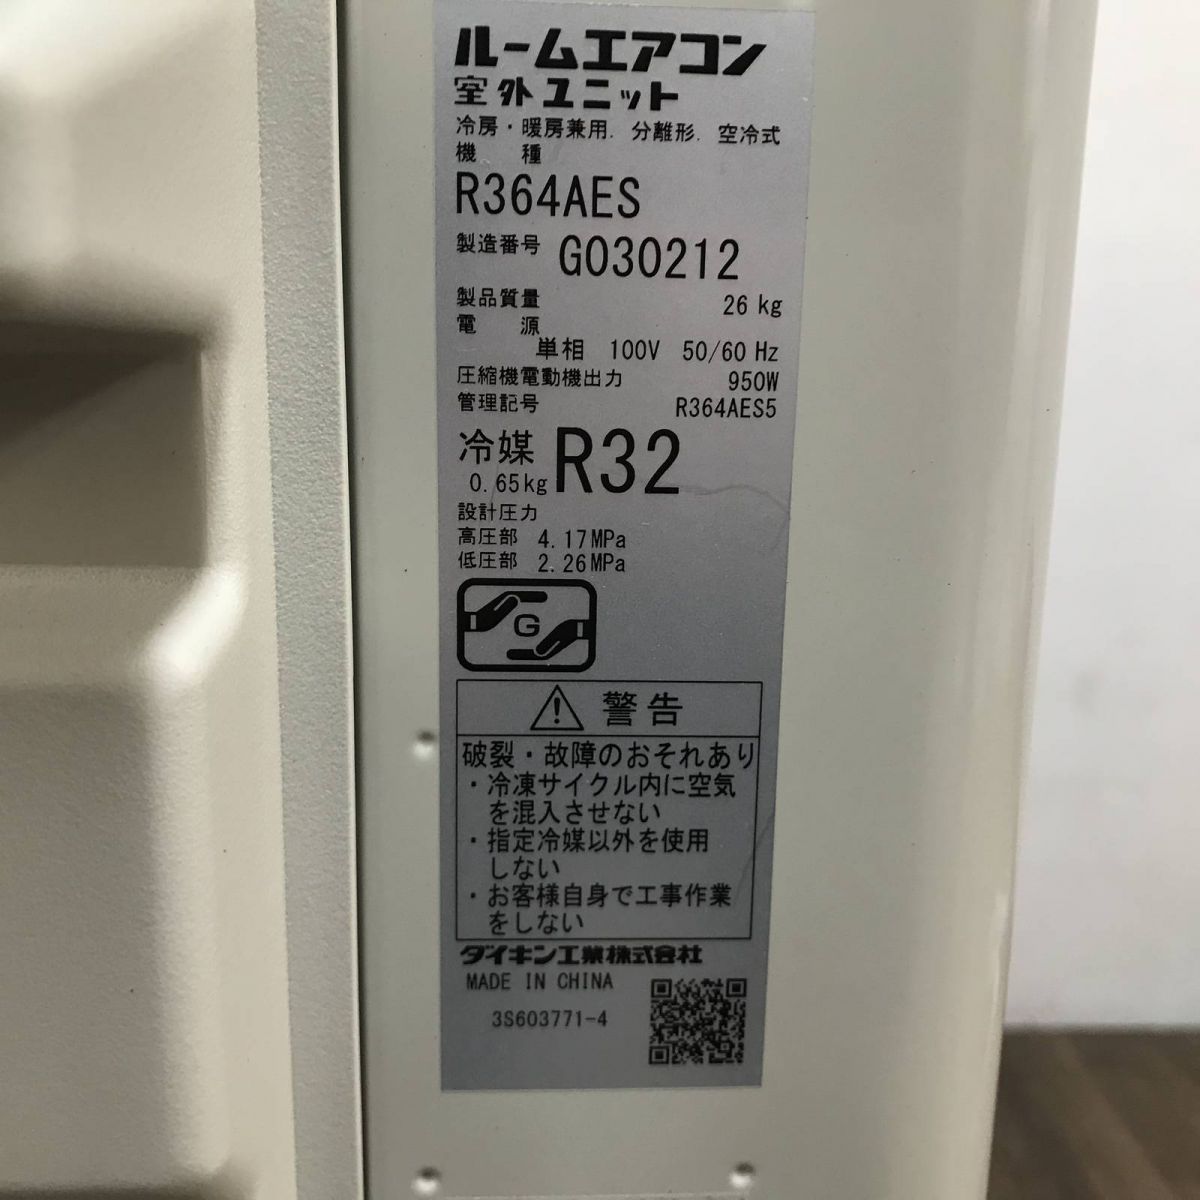 ルームエアコン
室外ユニット
冷房・暖房兼用. 分離形. 空冷式
機 種
R364AES
製造番号 G030212
製品質量 26 kg
電 源
単相 100V 50/60 Hz
圧縮機電動機出力 950W
管理記号 R364AES5
冷媒 R32
0.65kg
設計圧力
高圧部 4.17MPa
低圧部 2.26MPa
G
警告
破裂・故障のおそれあり
・冷凍サイクル内に空気
を混入させない
・指定冷媒以外を使用
しない
・お客様自身で工事作業
をしない
ダイキン工業株式会社
MADE IN CHINA
3S603771-4